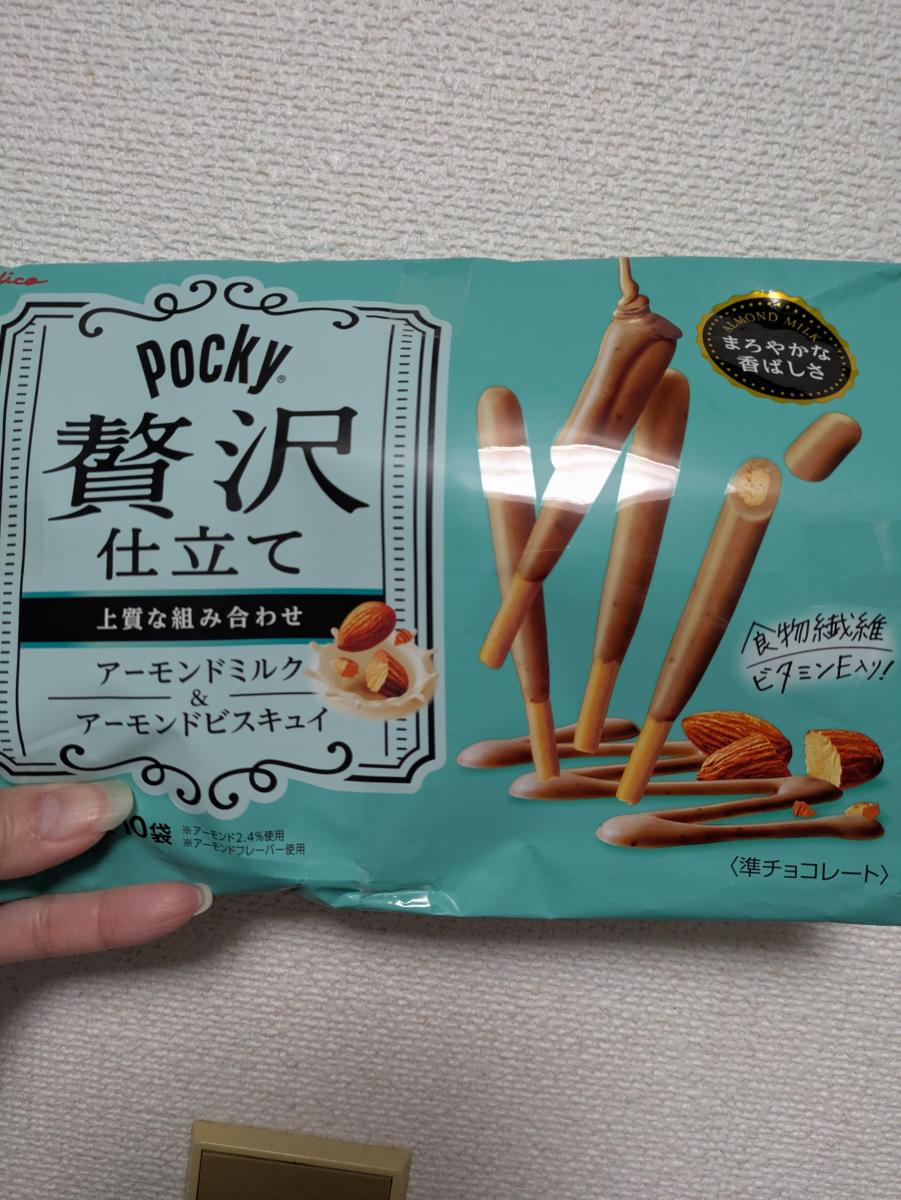 Pocky®
贅沢
仕立て
上質な組み合わせ
アーモンドミルク
&
アーモンドビスキュイ
10袋
※アーモンド2.4%使用
※アーモンドフレーバー使用
ALMOND MILK
まろやかな
香ばしさ
食物繊維
ビタミンE入り!
〈準チョコレート〉